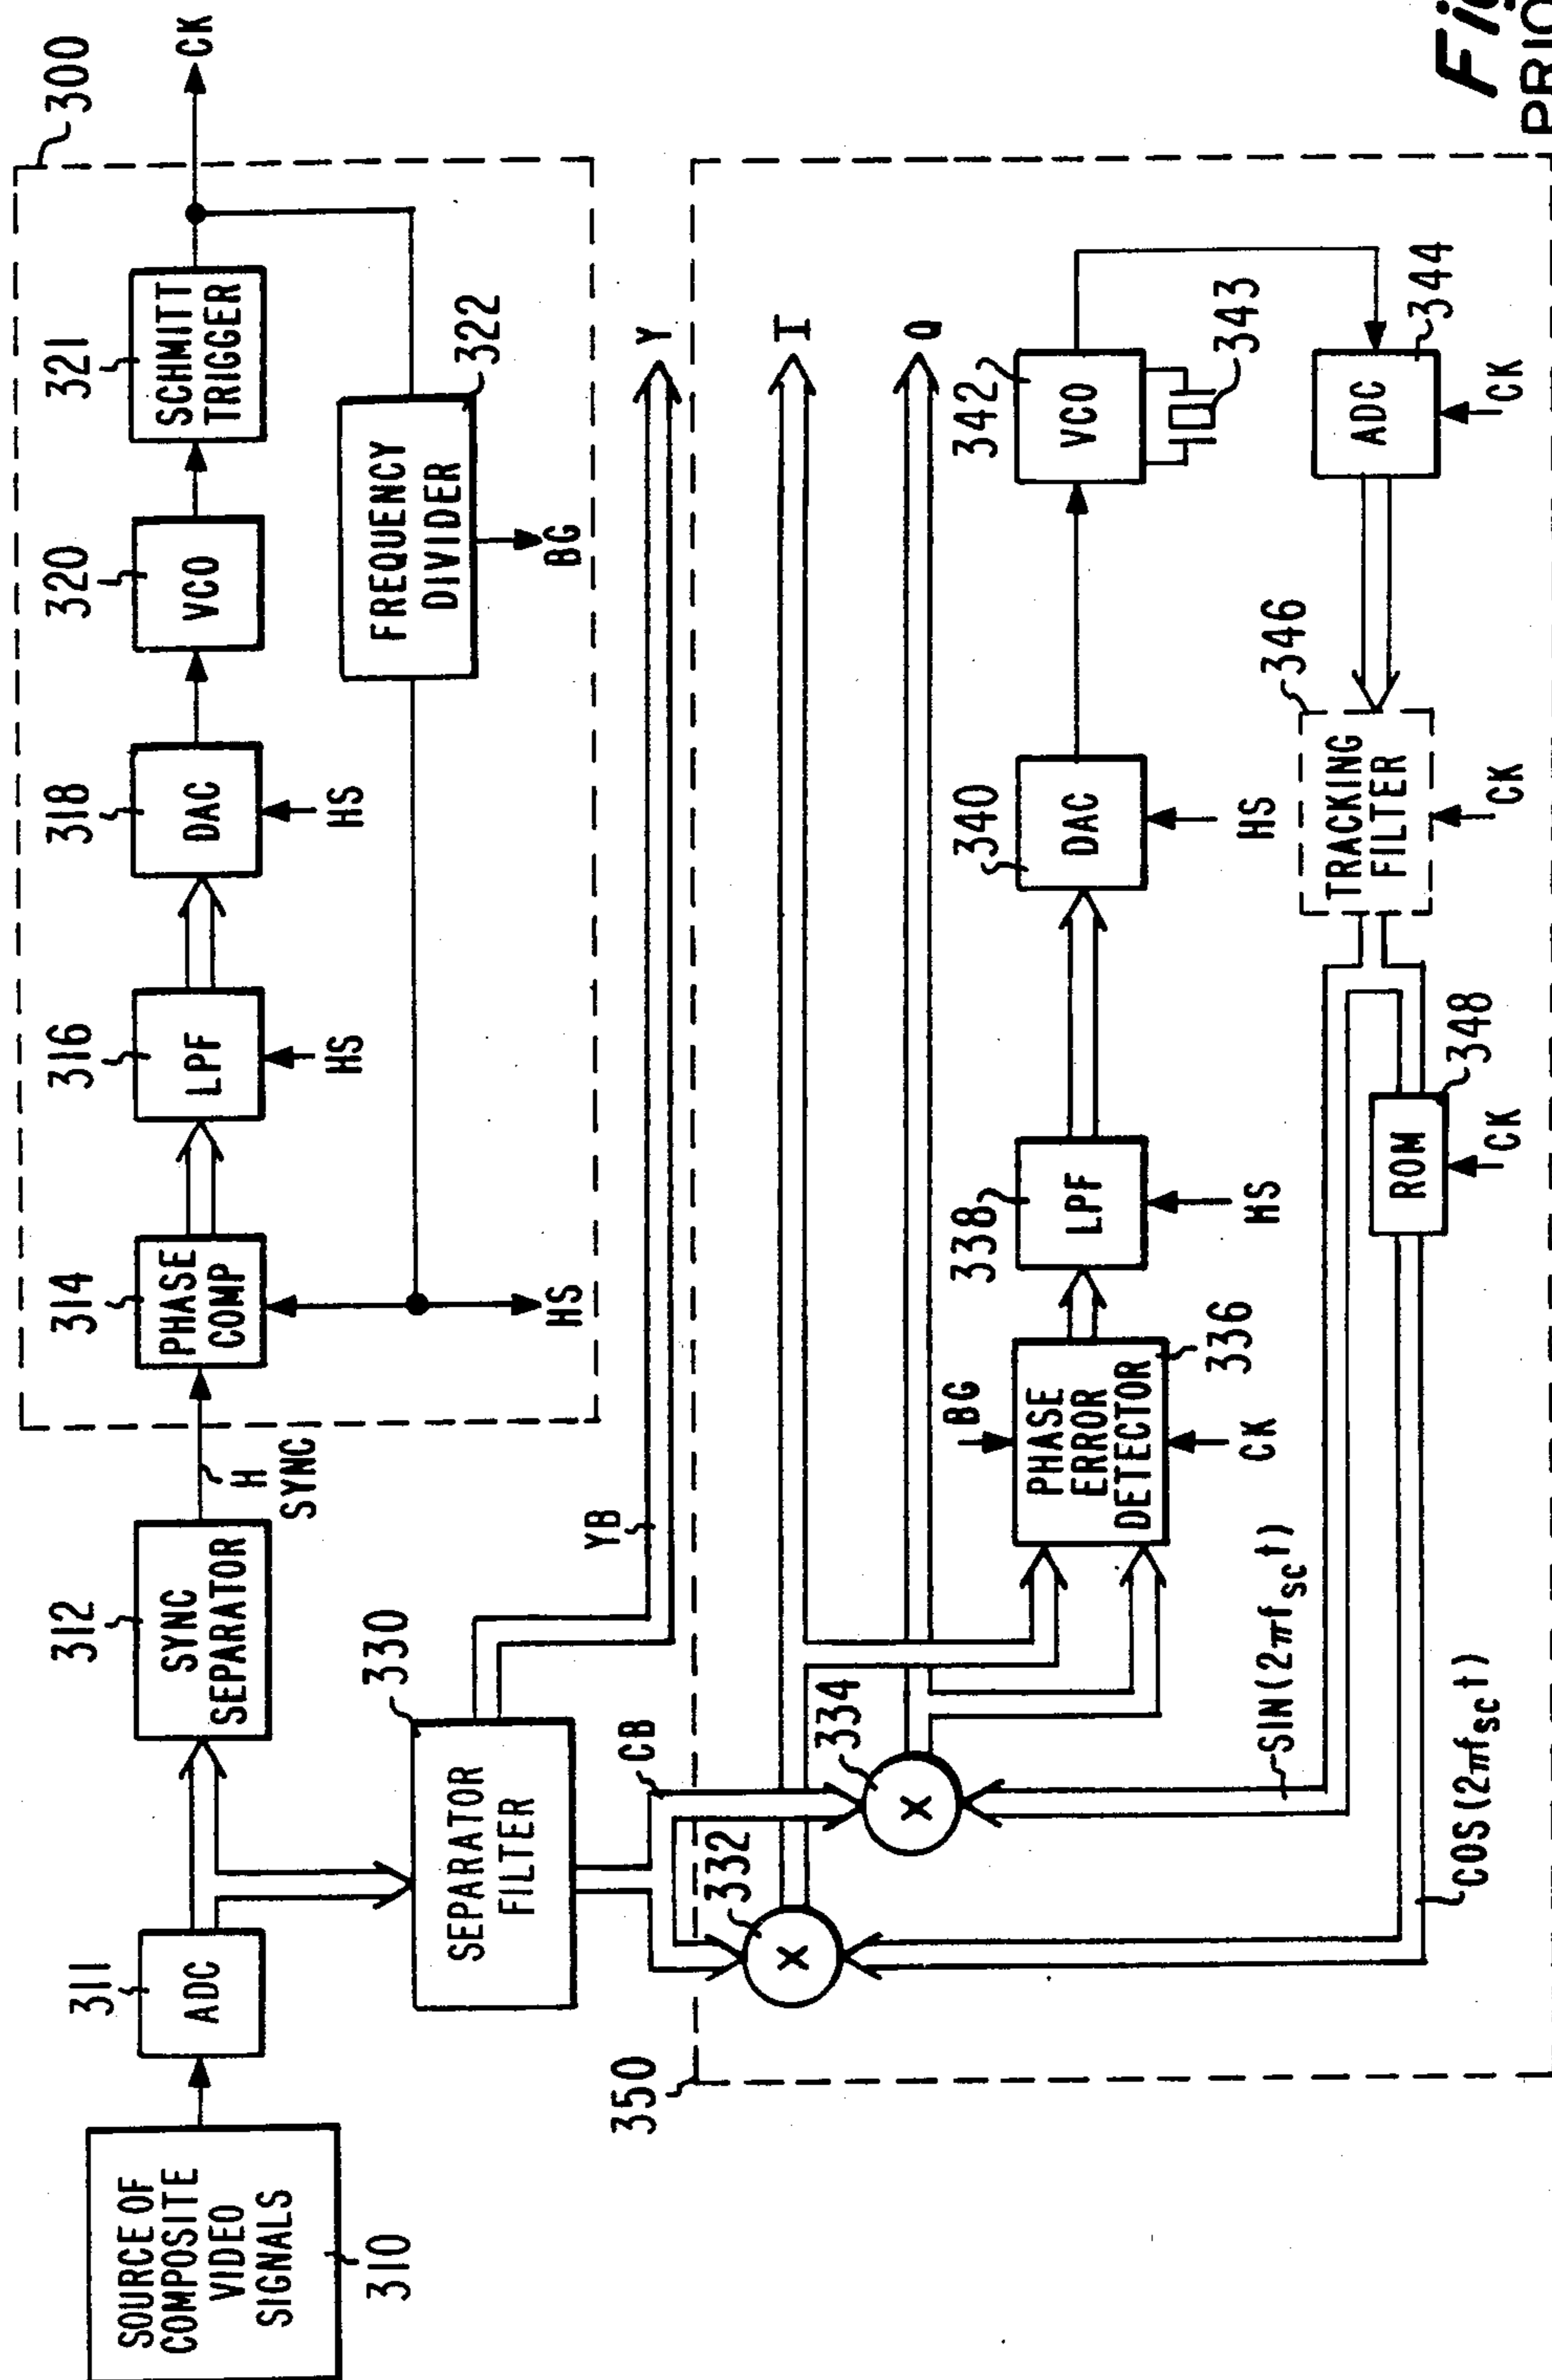 300
CK
321
SCHMITT
TRIGGER
320
VCO
318
DAC
HS
316
LPF
HS
314
PHASE
COMP
HS
FREQUENCY
DIVIDER
322
BG
H
SYNC
312
SYNC
SEPARATOR
311
ADC
SOURCE OF
COMPOSITE
VIDEO
SIGNALS
310
330
SEPARATOR
FILTER
YB
Y
CB
I
Q
350
332
X
334
X
BG
PHASE
ERROR
DETECTOR
336
CK
338
LPF
HS
340
DAC
HS
342
VCO
343
ADC
344
CK
346
TRACKING
FILTER
CK
ROM
348
CK
SIN(2πfsct)
COS(2πfsct)